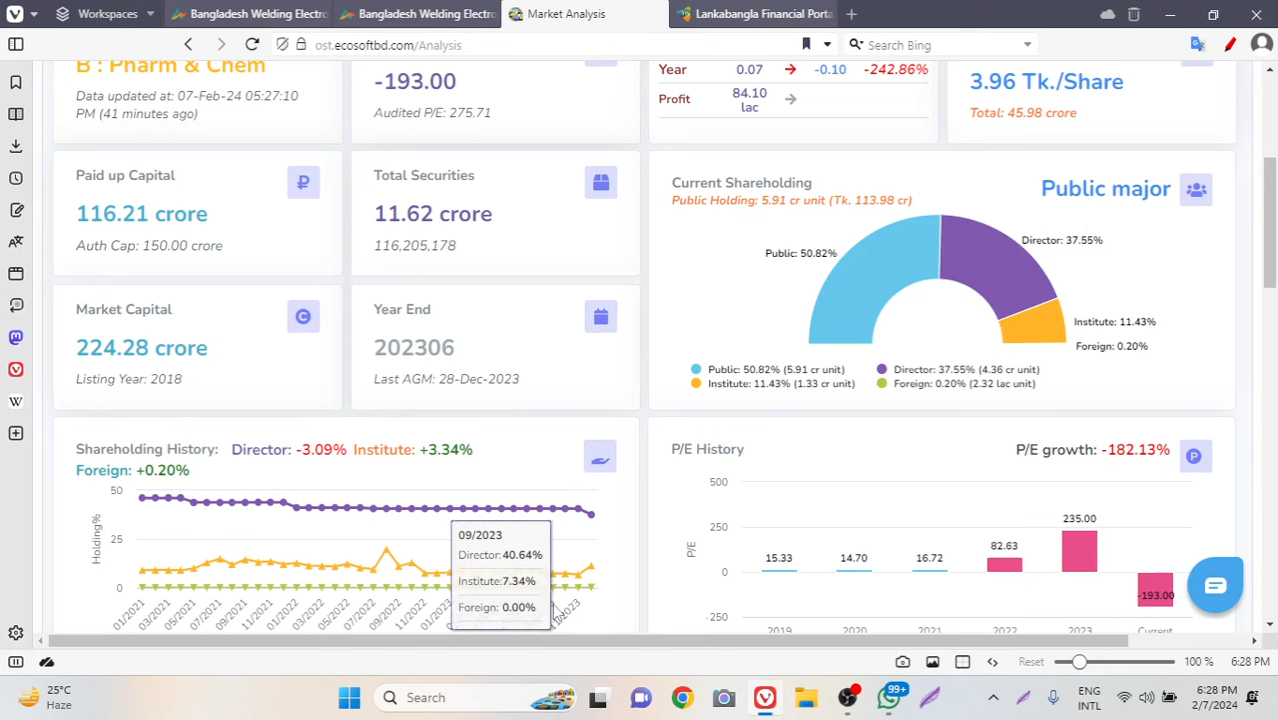 Workspaces
Bangladesh Welding Electro
Bangladesh Welding Electro
Market Analysis
Lankabangla Financial Porta
ost.ecosoftbd.com/Analysis
Search Bing
B : Pharm & Chem
Data updated at: 07-Feb-24 05:27:10
PM (41 minutes ago)
-193.00
Audited P/E: 275.71
Year 0.07 -0.10 -242.86%
Profit 84.10
lac
3.96 Tk./Share
Total: 45.98 crore
Paid up Capital
116.21 crore
Auth Cap: 150.00 crore
Total Securities
11.62 crore
116,205,178
Current Shareholding
Public Holding: 5.91 cr unit (Tk. 113.98 cr)
Public major
Public: 50.82%
Director: 37.55%
Institute: 11.43%
Foreign: 0.20%
Public: 50.82% (5.91 cr unit)
Director: 37.55% (4.36 cr unit)
Institute: 11.43% (1.33 cr unit)
Foreign: 0.20% (2.32 lac unit)
Market Capital
224.28 crore
Listing Year: 2018
Year End
202306
Last AGM: 28-Dec-2023
Shareholding History: Director: -3.09% Institute: +3.34%
Foreign: +0.20%
50
25
0
Holding%
01/2021
03/2021
05/2021
07/2021
09/2021
11/2021
01/2022
03/2022
05/2022
07/2022
09/2022
11/2022
01/2023
09/2023
Director: 40.64%
Institute: 7.34%
Foreign: 0.00%
P/E History
P/E growth: -182.13%
500
250
0
-250
P/E
15.33
14.70
16.72
82.63
235.00
-193.00
2019
2020
2021
2022
2023
Current
Reset
100 %
6:28 PM
25°C
Haze
Search
99+
ENG
INTL
6:28 PM
2/7/2024